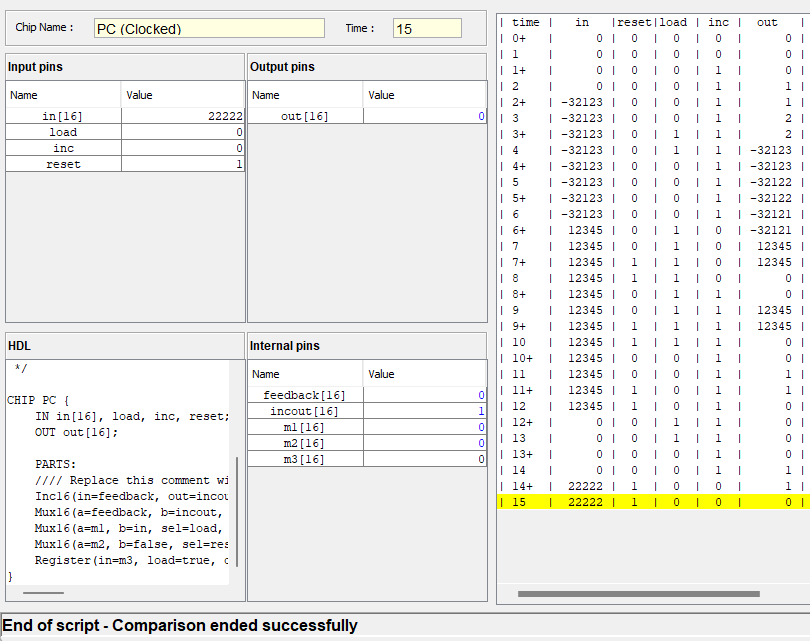 Chip Name :
PC (Clocked)
Time :
15
Input pins
Name Value
in[16] 22222
load 0
inc 0
reset 1
Output pins
Name Value
out[16] 0
HDL
*/
CHIP PC {
IN in[16], load, inc, reset;
OUT out[16];
PARTS:
//// Replace this comment wi
Inc16(in=feedback, out=incou
Mux16(a=feedback, b=incout,
Mux16(a=m1, b=in, sel=load,
Mux16(a=m2, b=false, sel=res
Register(in=m3, load=true, o
}
Internal pins
Name Value
feedback[16] 0
incout[16] 1
m1[16] 0
m2[16] 0
m3[16] 0
| time | in |reset|load | inc | out |
| 0+ | 0 | 0 | 0 | 0 | 0 |
| 1 | 0 | 0 | 0 | 0 | 0 |
| 1+ | 0 | 0 | 0 | 1 | 0 |
| 2 | 0 | 0 | 0 | 1 | 1 |
| 2+ | -32123 | 0 | 0 | 1 | 1 |
| 3 | -32123 | 0 | 0 | 1 | 2 |
| 3+ | -32123 | 0 | 1 | 1 | 2 |
| 4 | -32123 | 0 | 1 | 1 | -32123 |
| 4+ | -32123 | 0 | 0 | 1 | -32123 |
| 5 | -32123 | 0 | 0 | 1 | -32122 |
| 5+ | -32123 | 0 | 0 | 1 | -32122 |
| 6 | -32123 | 0 | 0 | 1 | -32121 |
| 6+ | 12345 | 0 | 1 | 0 | -32121 |
| 7 | 12345 | 0 | 1 | 0 | 12345 |
| 7+ | 12345 | 1 | 1 | 0 | 12345 |
| 8 | 12345 | 1 | 1 | 0 | 0 |
| 8+ | 12345 | 0 | 1 | 1 | 0 |
| 9 | 12345 | 0 | 1 | 1 | 12345 |
| 9+ | 12345 | 1 | 1 | 1 | 12345 |
| 10 | 12345 | 1 | 1 | 1 | 0 |
| 10+ | 12345 | 0 | 0 | 1 | 0 |
| 11 | 12345 | 0 | 0 | 1 | 1 |
| 11+ | 12345 | 1 | 0 | 1 | 1 |
| 12 | 12345 | 1 | 0 | 1 | 0 |
| 12+ | 0 | 0 | 1 | 1 | 0 |
| 13 | 0 | 0 | 1 | 1 | 0 |
| 13+ | 0 | 0 | 0 | 1 | 0 |
| 14 | 0 | 0 | 0 | 1 | 1 |
| 14+ | 22222 | 1 | 0 | 0 | 1 |
| 15 | 22222 | 1 | 0 | 0 | 0 |
End of script - Comparison ended successfully